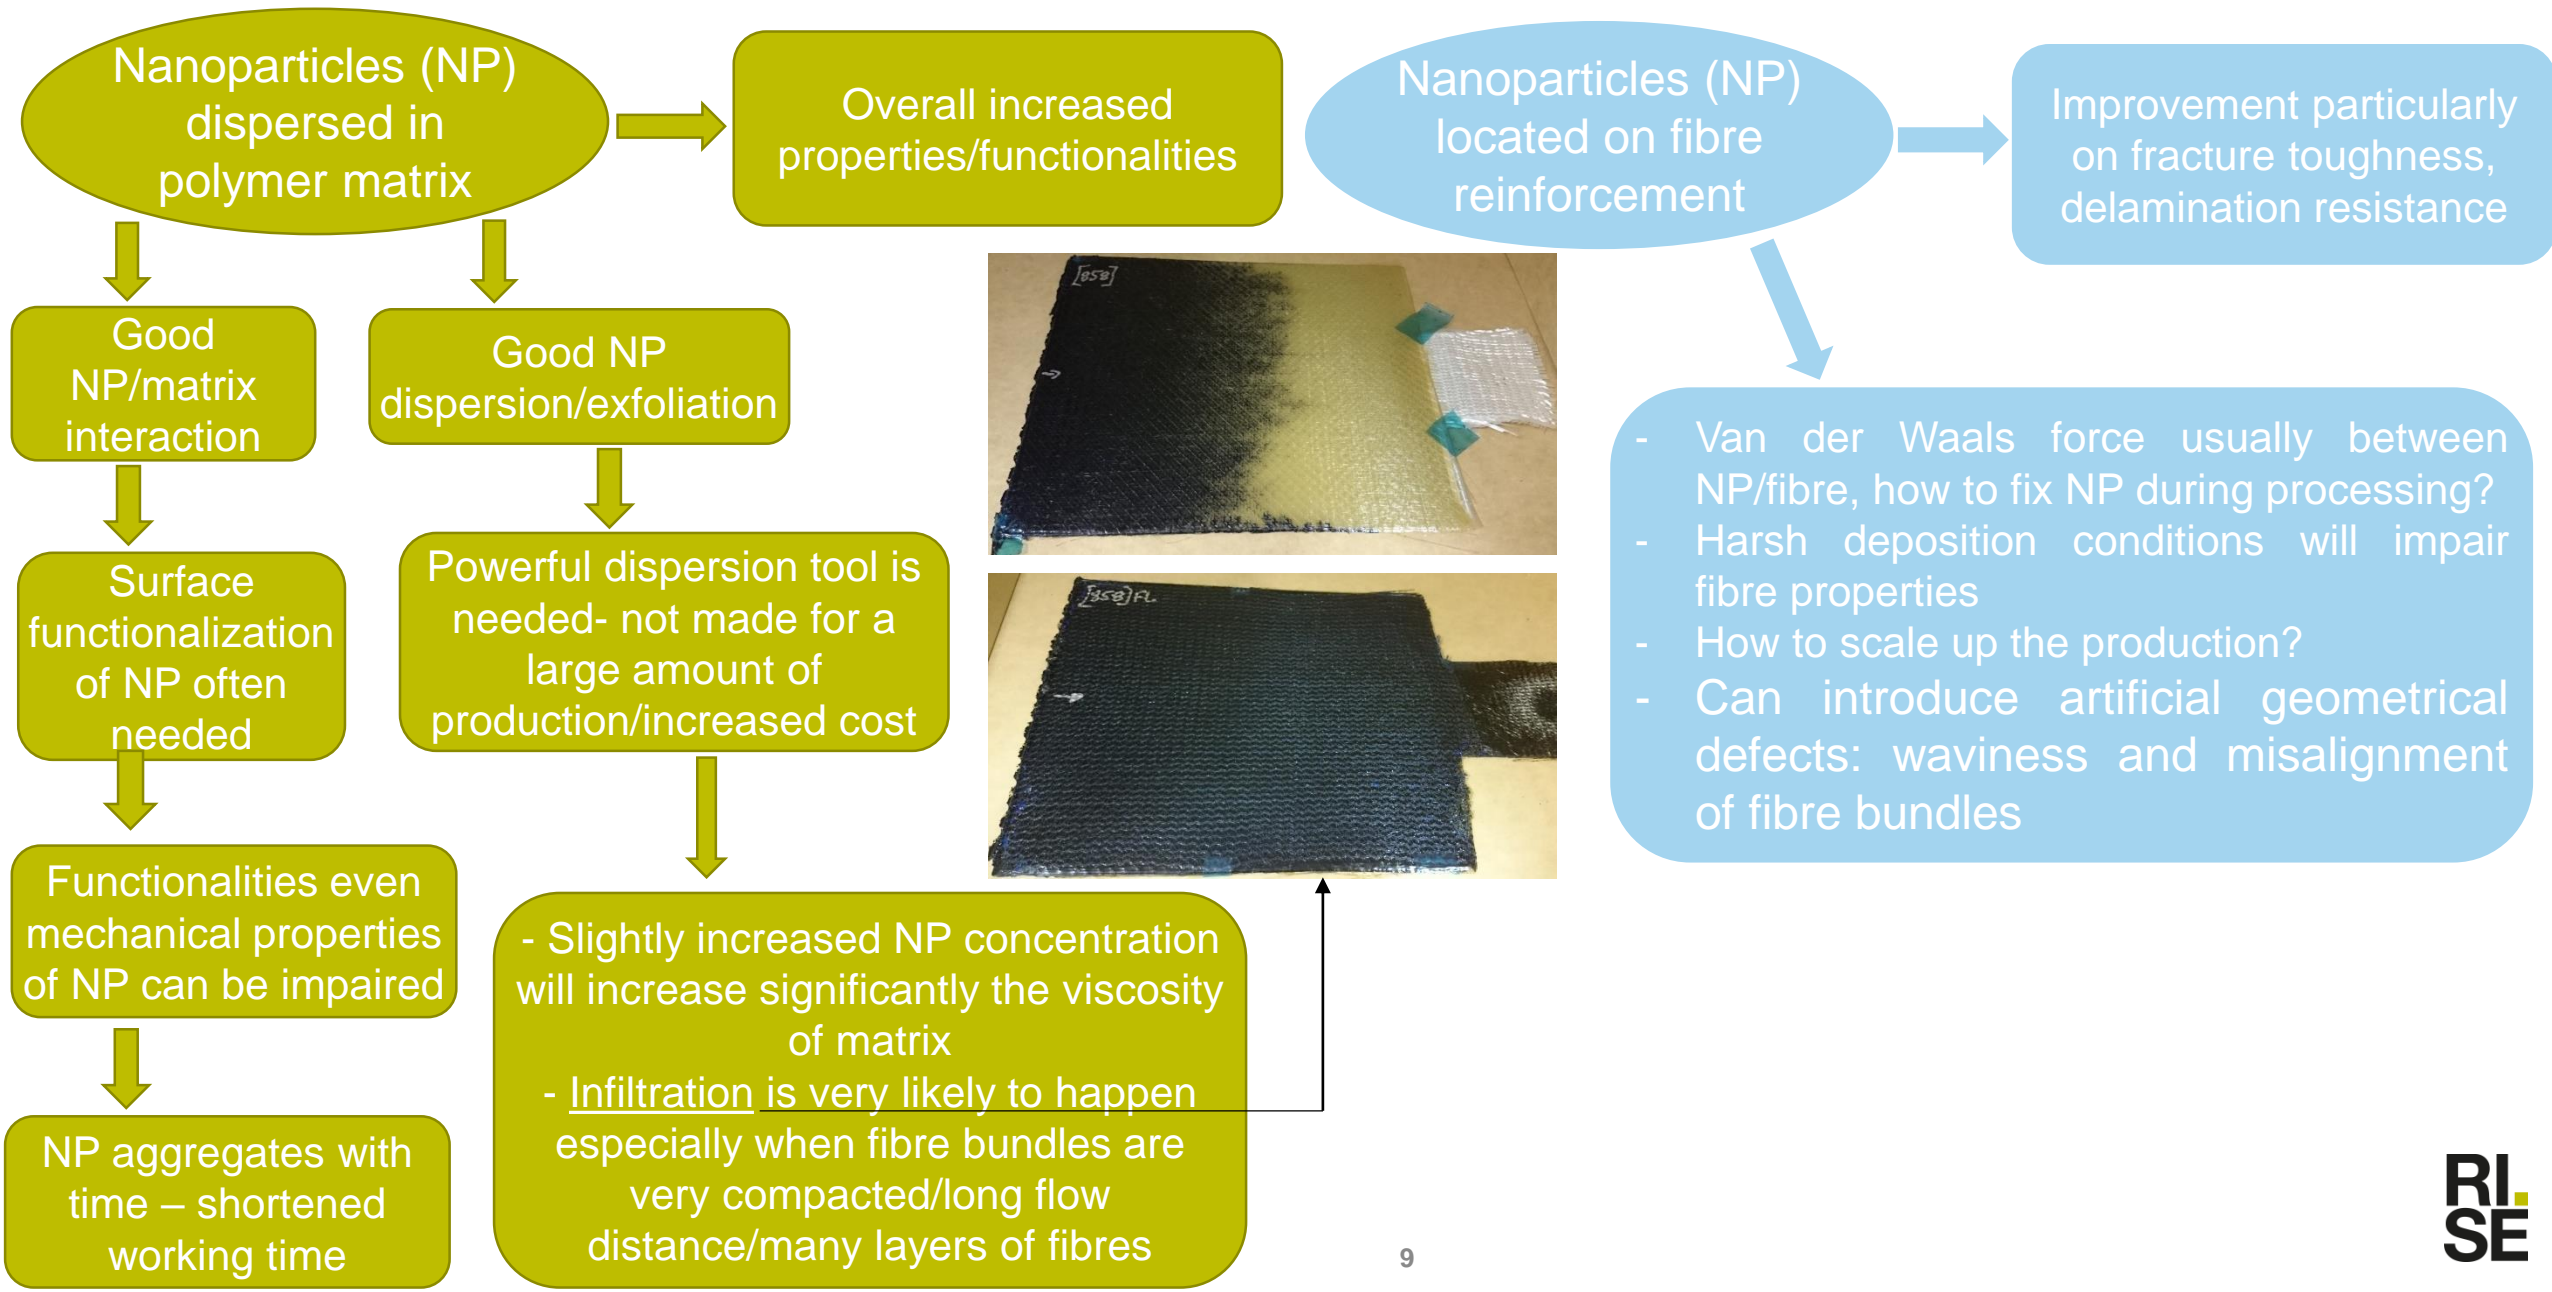 Nanoparticles (NP)
dispersed in
polymer matrix
Overall increased
properties/functionalities
Good
NP/matrix
interaction
Surface
functionalization
of NP often
needed
Functionalities even
mechanical properties
of NP can be impaired
NP aggregates with
time – shortened
working time
Good NP
dispersion/exfoliation
Powerful dispersion tool is
needed- not made for a
large amount of
production/increased cost
- Slightly increased NP concentration
will increase significantly the viscosity
of matrix
- Infiltration is very likely to happen
especially when fibre bundles are
very compacted/long flow
distance/many layers of fibres
[858]
[858]FL
Nanoparticles (NP)
located on fibre
reinforcement
Improvement particularly
on fracture toughness,
delamination resistance
- Van der Waals force usually between
NP/fibre, how to fix NP during processing?
- Harsh deposition conditions will impair
fibre properties
- How to scale up the production?
- Can introduce artificial geometrical
defects: waviness and misalignment
of fibre bundles
9
RI.
SE